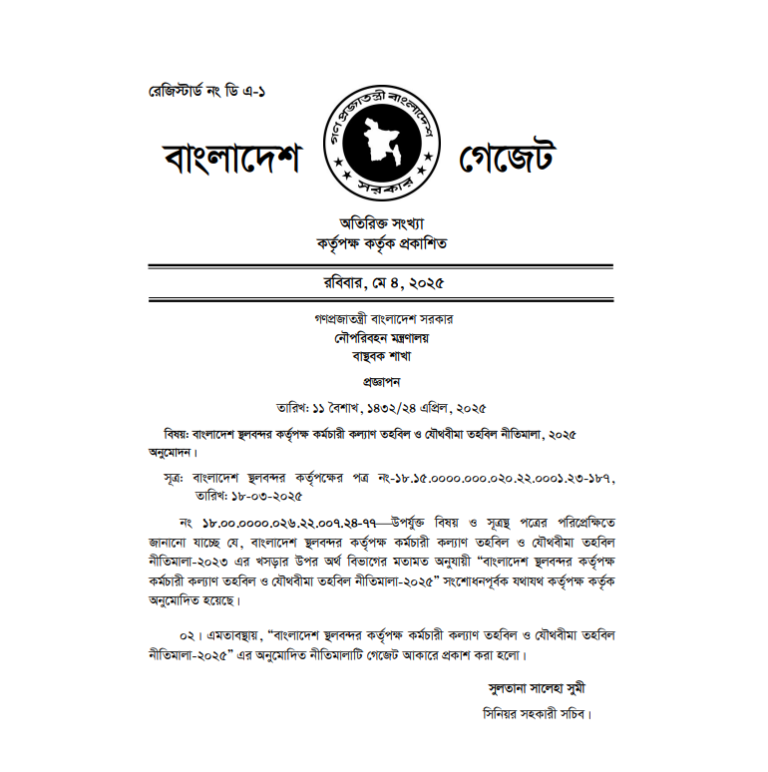 রেজিস্টার্ড নং ডি এ-১
বাংলাদেশ
গণপ্রজাতন্ত্রী বাংলাদেশ
সরকার
গেজেট
অতিরিক্ত সংখ্যা
কর্তৃপক্ষ কর্তৃক প্রকাশিত
রবিবার, মে ৪, ২০২৫
গণপ্রজাতন্ত্রী বাংলাদেশ সরকার
নৌপরিবহন মন্ত্রণালয়
বাস্থবক শাখা
প্রজ্ঞাপন
তারিখ: ১১ বৈশাখ, ১৪৩২/২৪ এপ্রিল, ২০২৫
বিষয়: বাংলাদেশ স্থলবন্দর কর্তৃপক্ষ কর্মচারী কল্যাণ তহবিল ও যৌথবীমা তহবিল নীতিমালা, ২০২৫
অনুমোদন।
সূত্র: বাংলাদেশ স্থলবন্দর কর্তৃপক্ষের পত্র নং-১৮.১৫.০০০০.০০০.০২০.২২.০০০১.২৩-১৮৭,
তারিখ: ১৮-০৩-২০২৫
নং ১৮.০০.০০০০.০২৬.২২.০০৭.২৪-৭৭—উপর্যুক্ত বিষয় ও সূত্রস্থ পত্রের পরিপ্রেক্ষিতে
জানানো যাচ্ছে যে, বাংলাদেশ স্থলবন্দর কর্তৃপক্ষ কর্মচারী কল্যাণ তহবিল ও যৌথবীমা তহবিল
নীতিমালা-২০২৩ এর খসড়ার উপর অর্থ বিভাগের মতামত অনুযায়ী “বাংলাদেশ স্থলবন্দর কর্তৃপক্ষ
কর্মচারী কল্যাণ তহবিল ও যৌথবীমা তহবিল নীতিমালা-২০২৫” সংশোধনপূর্বক যথাযথ কর্তৃপক্ষ কর্তৃক
অনুমোদিত হয়েছে।
০২। এমতাবস্থায়, “বাংলাদেশ স্থলবন্দর কর্তৃপক্ষ কর্মচারী কল্যাণ তহবিল ও যৌথবীমা তহবিল
নীতিমালা-২০২৫” এর অনুমোদিত নীতিমালাটি গেজেট আকারে প্রকাশ করা হলো।
সুলতানা সালেহা সুমী
সিনিয়র সহকারী সচিব।